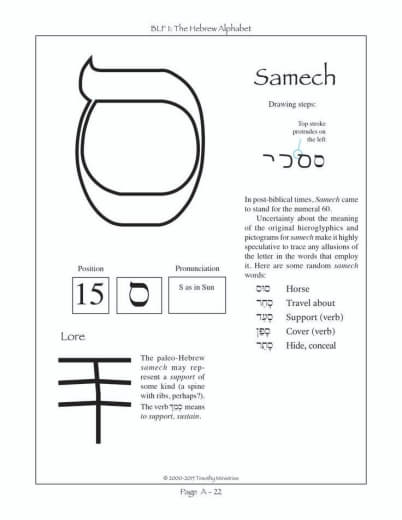 BLF I: The Hebrew Alphabet
ס
Samech
Drawing steps:
Top stroke
protrudes on
the left
In post-biblical times, Samech came
to stand for the numeral 60.
Uncertainty about the meaning
of the original hieroglyphics and
pictograms for samech make it highly
speculative to trace any allusions of
the letter in the words that employ
it. Here are some random samech
words:
סוּס Horse
סָחַר Travel about
סָעַד Support (verb)
סָפַן Cover (verb)
סָתַר Hide, conceal
Position
Pronunciation
15
ס
S as in Sun
Lore
The paleo-Hebrew
samech may rep-
resent a support of
some kind (a spine
with ribs, perhaps?).
The verb סָמַךְ means
to support, sustain.
© 2000-2015 Timothy Ministries
Page A - 22